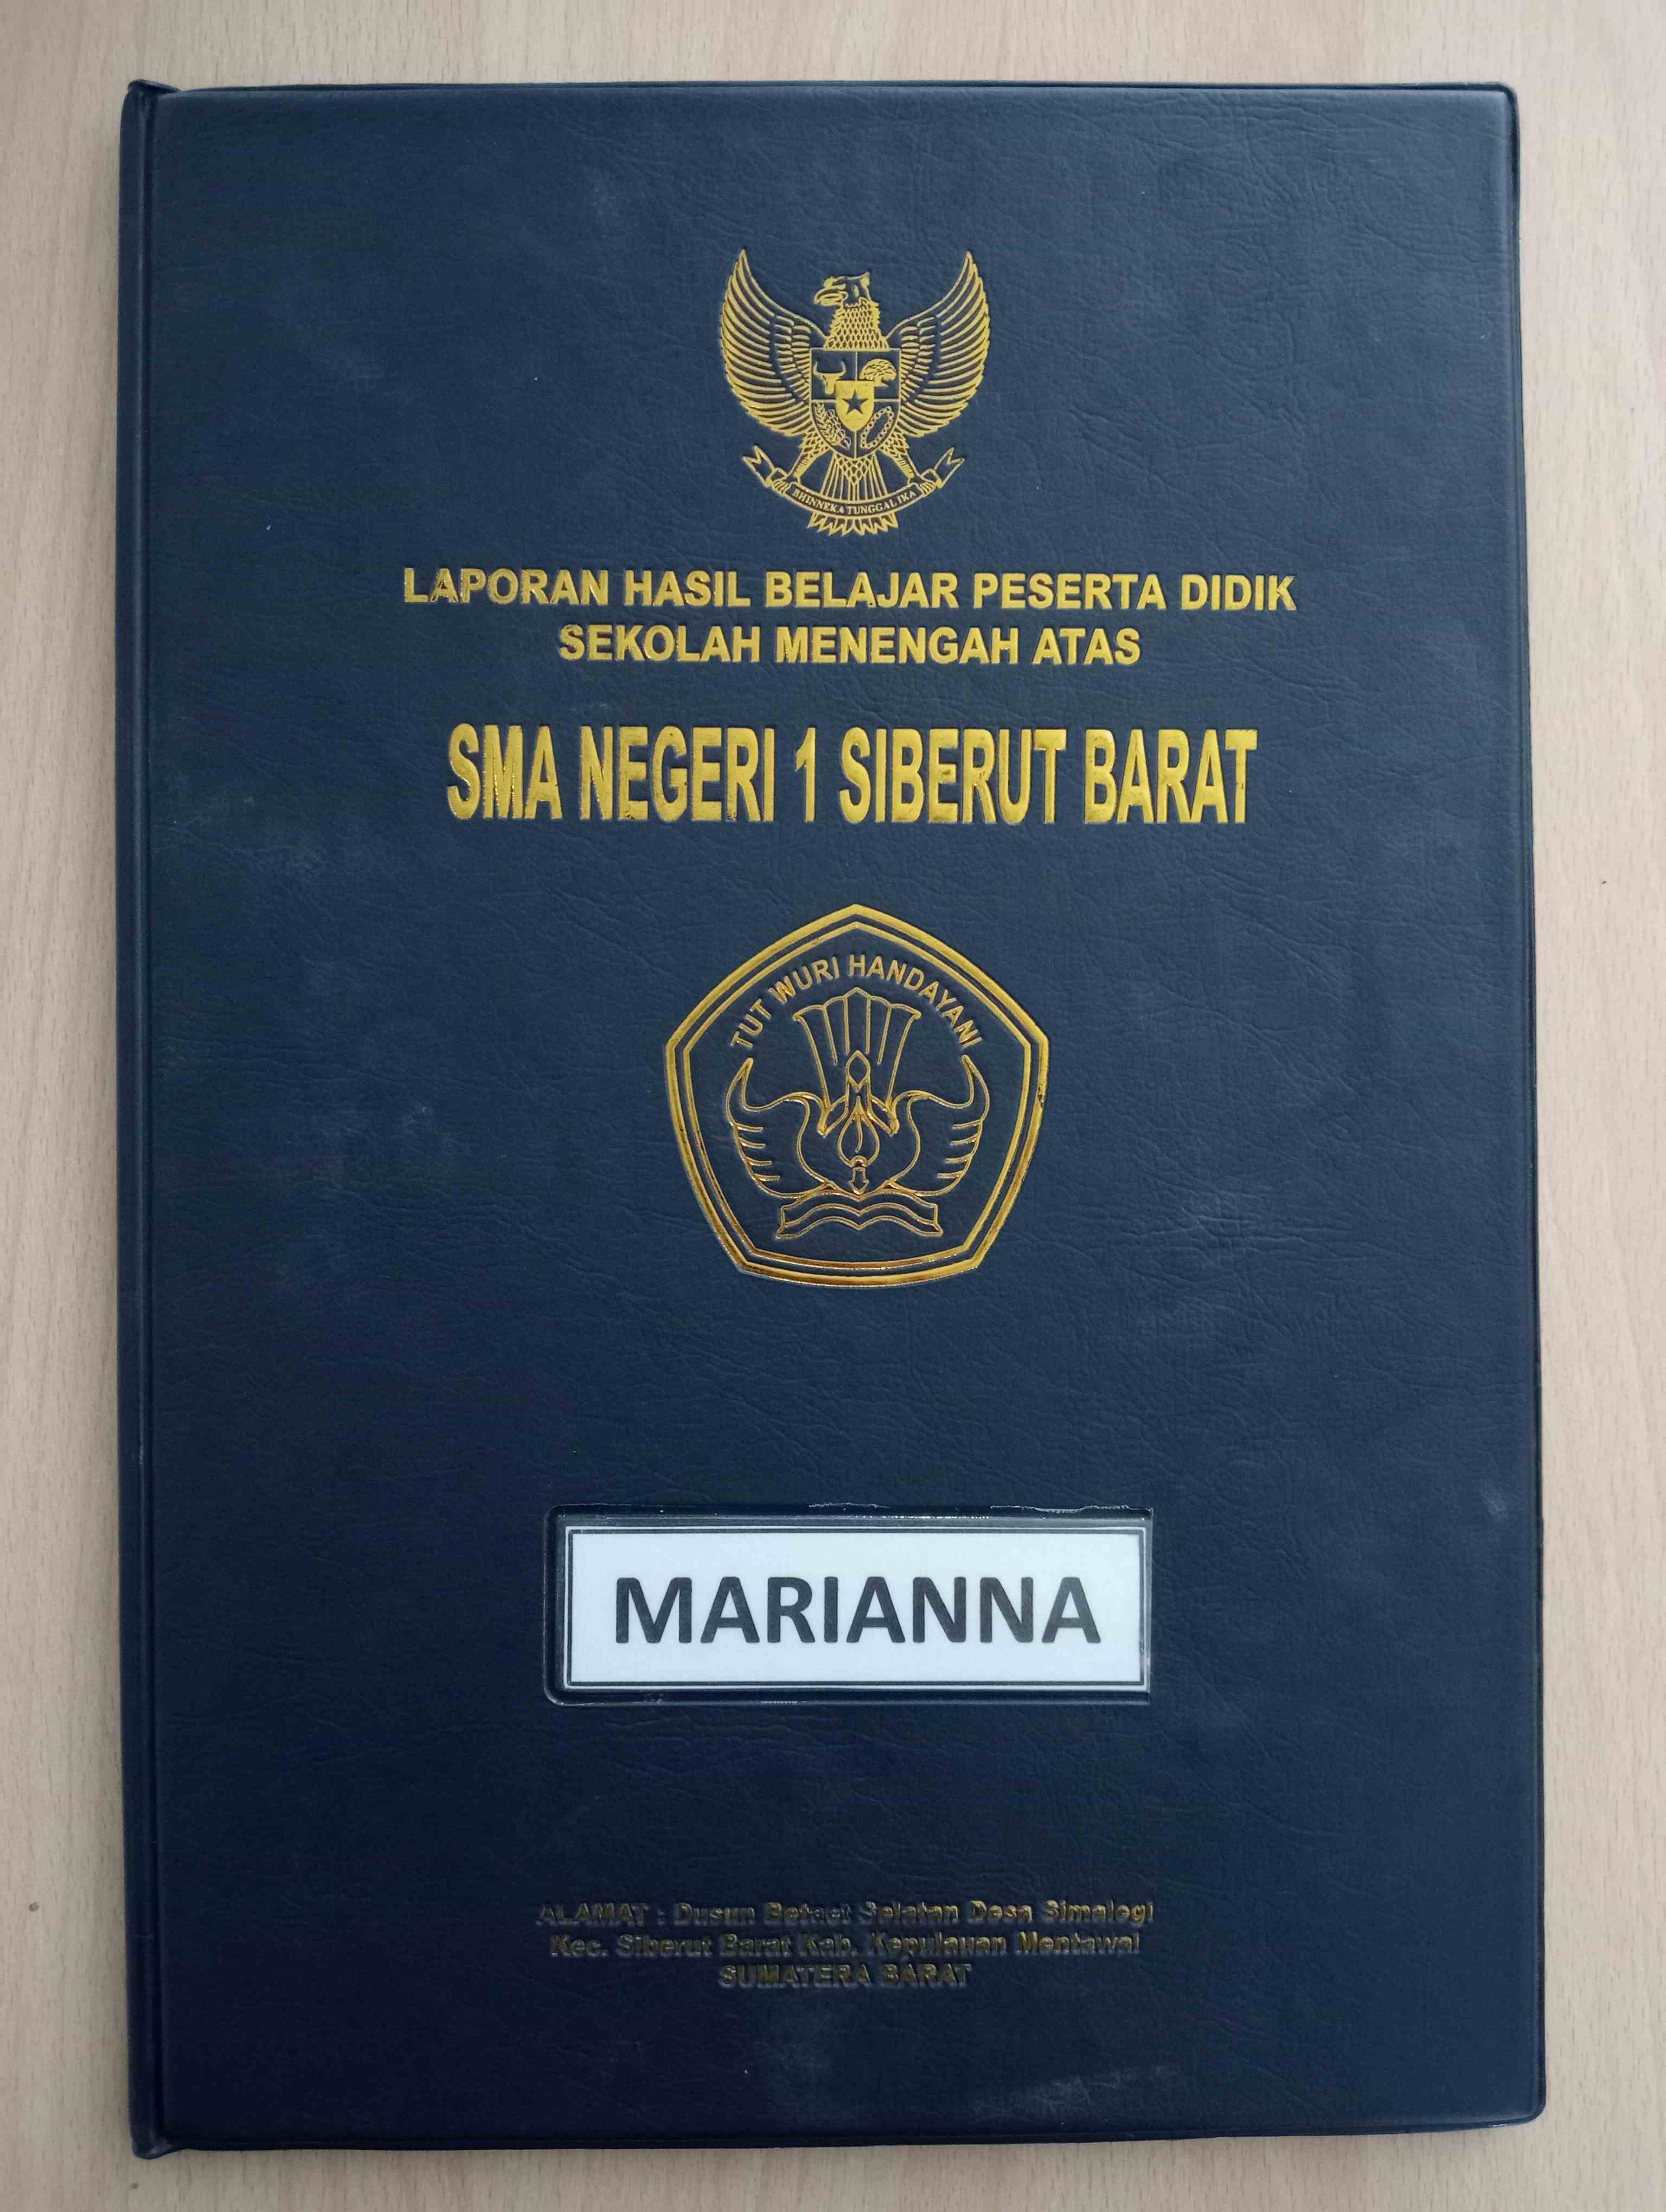 BHINNEKA TUNGGAL IKA
LAPORAN HASIL BELAJAR PESERTA DIDIK
SEKOLAH MENENGAH ATAS
SMA NEGERI 1 SIBERUT BARAT
TUT WURI HANDAYANI
MARIANNA
ALAMAT : Dusun Betaet Selatan Desa Simalegi
Kec. Siberut Barat Kab. Kepulauan Mentawai
SUMATERA BARAT